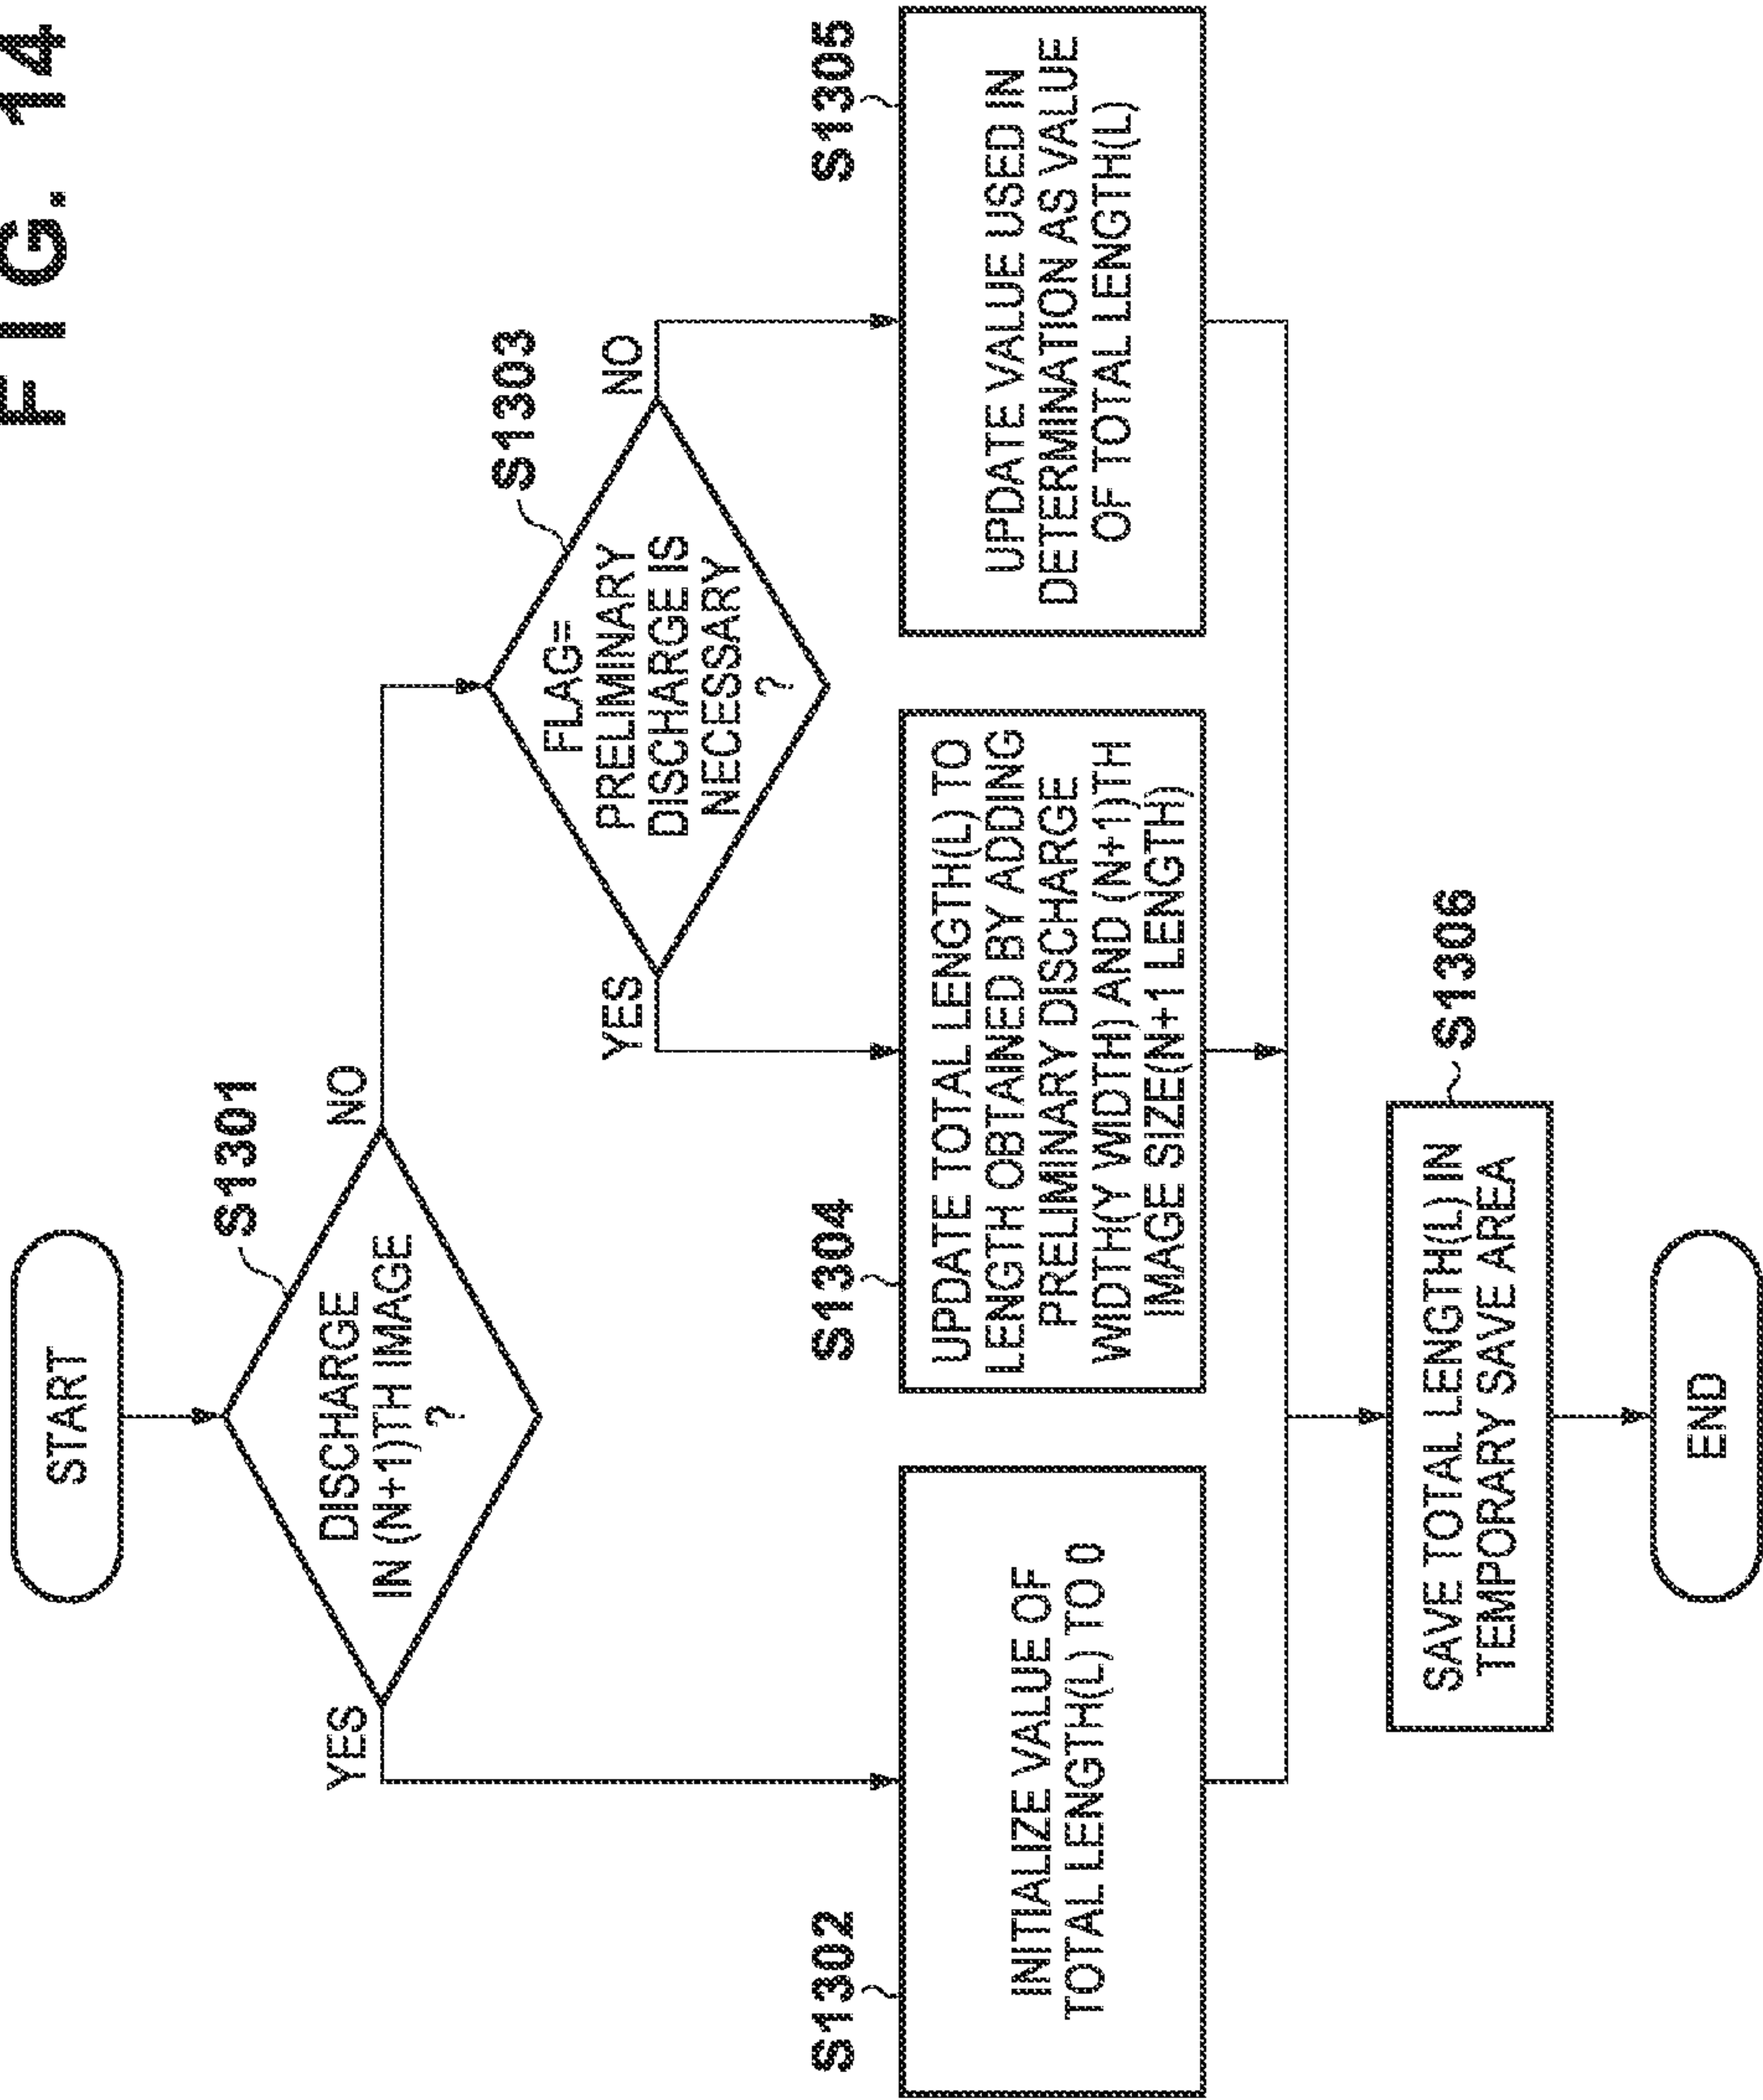 FIG. 14
START
S1301
DISCHARGE
IN (N+1)TH IMAGE
?
YES
NO
S1303
FLAG=
PRELIMINARY
DISCHARGE IS
NECESSARY
?
YES
NO
S1302
INITIALIZE VALUE OF
TOTAL LENGTH(L) TO 0
S1304
UPDATE TOTAL LENGTH(L) TO
LENGTH OBTAINED BY ADDING
PRELIMINARY DISCHARGE
WIDTH(Y WIDTH) AND (N+1)TH
IMAGE SIZE(N+1 LENGTH)
S1305
UPDATE VALUE USED IN
DETERMINATION AS VALUE
OF TOTAL LENGTH(L)
S1306
SAVE TOTAL LENGTH(L) IN
TEMPORARY SAVE AREA
END